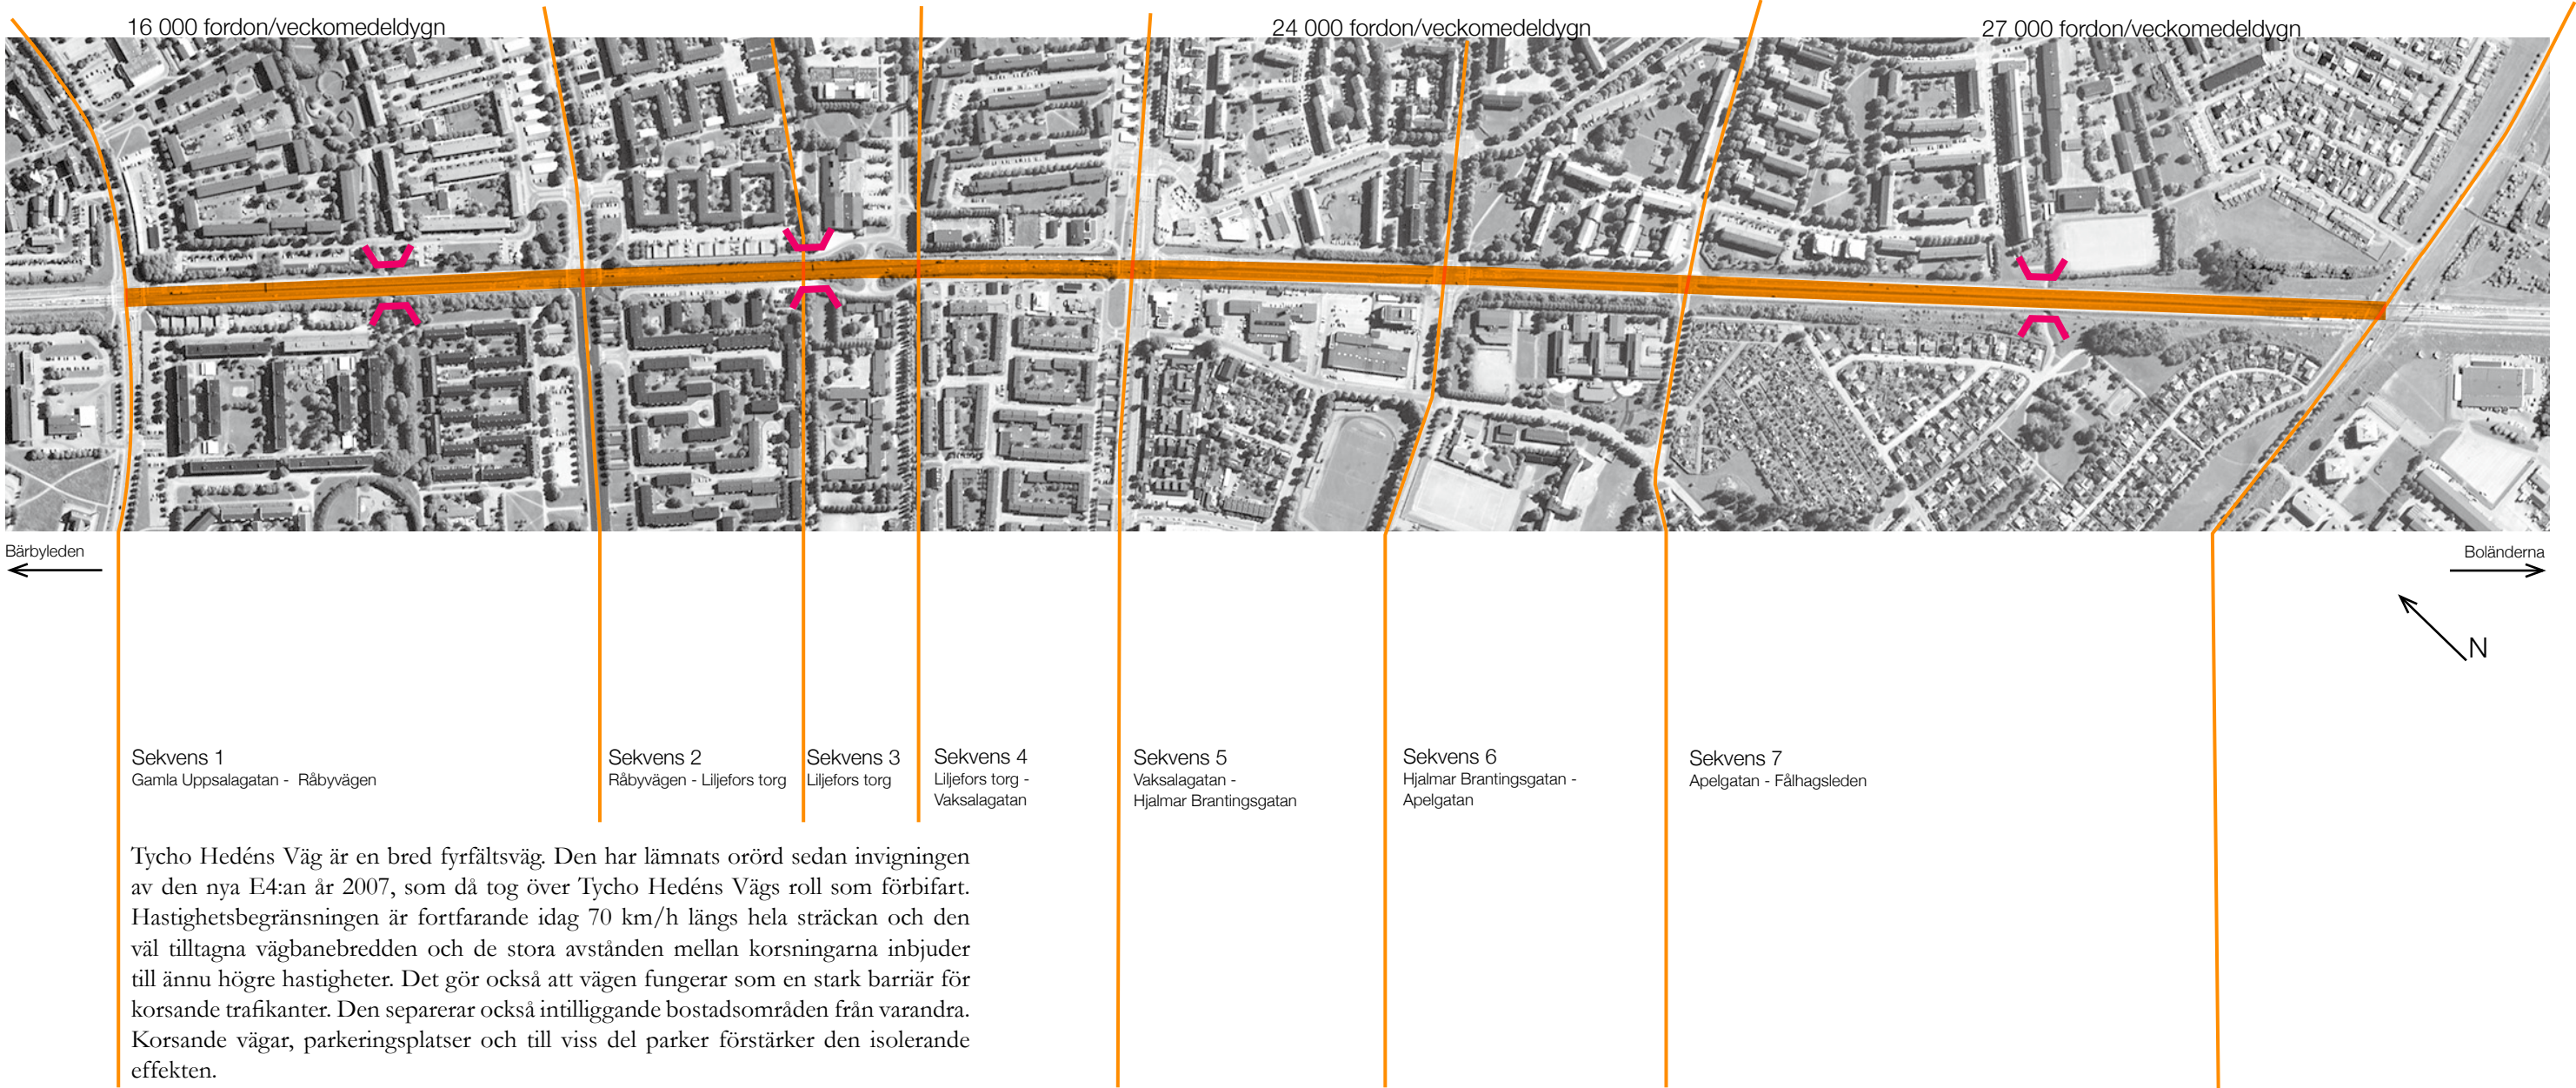 16 000 fordon/veckomedeldygn
24 000 fordon/veckomedeldygn
27 000 fordon/veckomedeldygn
Bärbyleden
Boländerna
N
Sekvens 1
Gamla Uppsalagatan - Råbyvägen
Sekvens 2
Råbyvägen - Liljefors torg
Sekvens 3
Liljefors torg
Sekvens 4
Liljefors torg -
Vaksalagatan
Sekvens 5
Vaksalagatan -
Hjalmar Brantingsgatan
Sekvens 6
Hjalmar Brantingsgatan -
Apelgatan
Sekvens 7
Apelgatan - Fålhagsleden
Tycho Hedéns Väg är en bred fyrfältsväg. Den har lämnats orörd sedan invigningen
av den nya E4:an år 2007, som då tog över Tycho Hedéns Vägs roll som förbifart.
Hastighetsbegränsningen är fortfarande idag 70 km/h längs hela sträckan och den
väl tilltagna vägbanebredden och de stora avstånden mellan korsningarna inbjuder
till ännu högre hastigheter. Det gör också att vägen fungerar som en stark barriär för
korsande trafikanter. Den separerar också intilliggande bostadsområden från varandra.
Korsande vägar, parkeringsplatser och till viss del parker förstärker den isolerande
effekten.